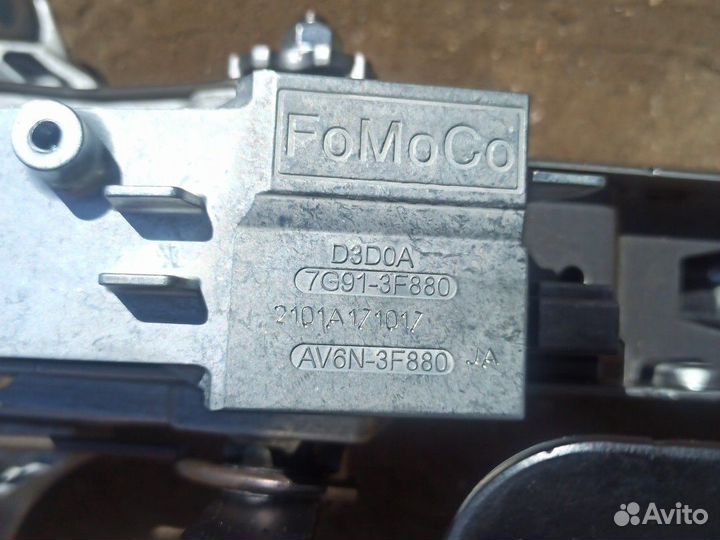 FoMoCo
D3D0A
7G91-3F880
2101A171017
AV6N-3F880 JA
Avito